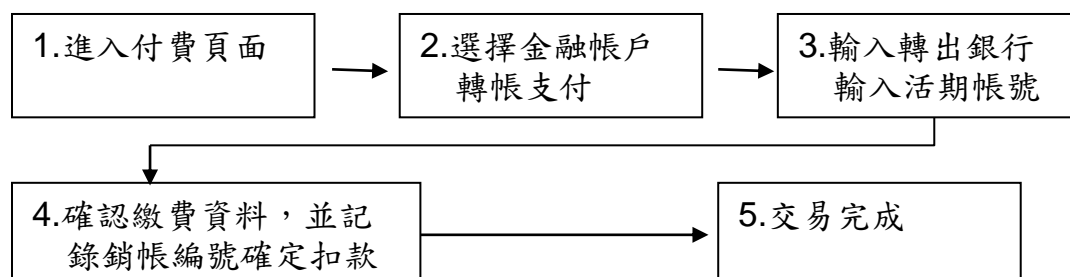 1.進入付費頁面
2.選擇金融帳戶
轉帳支付
3.輸入轉出銀行
輸入活期帳號
4.確認繳費資料，並記
錄銷帳編號確定扣款
5.交易完成